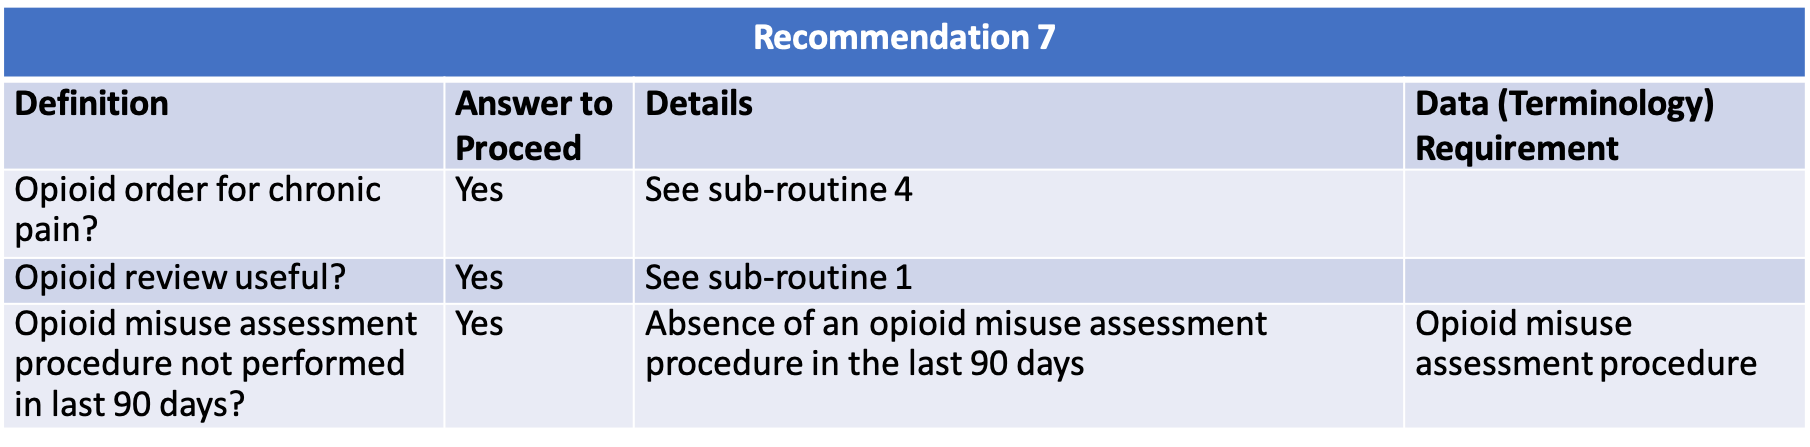 Recommendation 7
Definition
Answer to
Proceed
Details
Data (Terminology)
Requirement
Opioid order for chronic
pain?
Yes
See sub-routine 4
Opioid review useful?
Yes
See sub-routine 1
Opioid misuse assessment
procedure not performed
in last 90 days?
Yes
Absence of an opioid misuse assessment
procedure in the last 90 days
Opioid misuse
assessment procedure